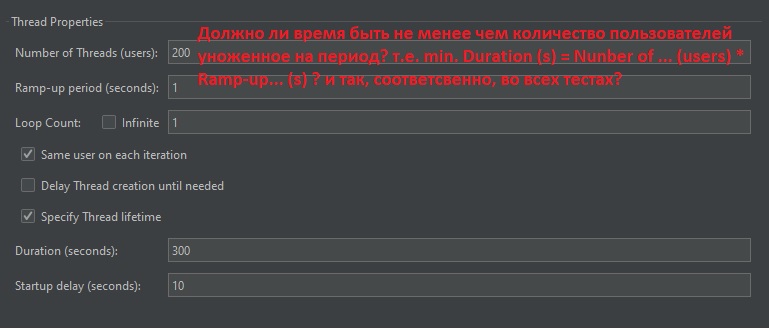 Thread Properties
Должно ли время быть не менее чем количество пользователей
Number of Threads (users): 200 уноженное на период? т.е. min. Duration (s) = Nunber of ... (users) *
Ramp-up period (seconds): 1 Ramp-up... (s) ? и так, соответсвенно, во всех тестах?
Loop Count: Infinite 1
Same user on each iteration
Delay Thread creation until needed
Specify Thread lifetime
Duration (seconds): 300
Startup delay (seconds): 10